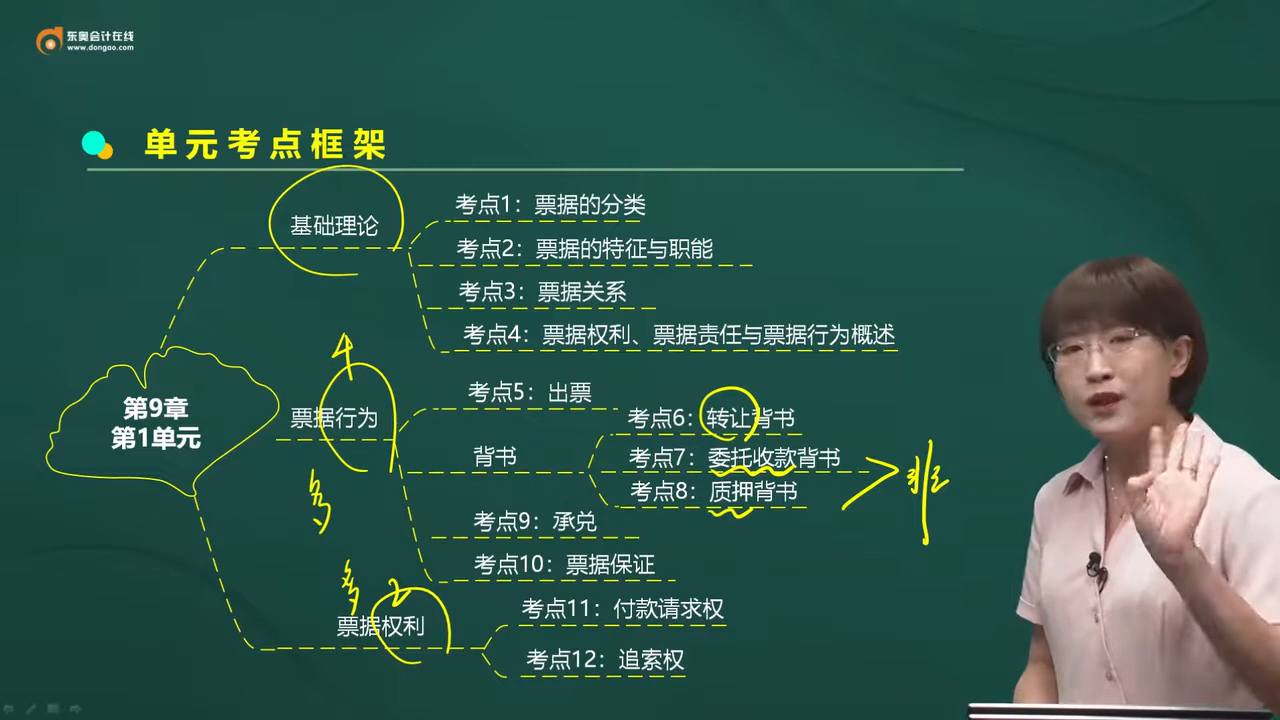 东奥会计在线
www.dongao.com
单元考点框架
基础理论
考点1：票据的分类
考点2：票据的特征与职能
考点3：票据关系
考点4：票据权利、票据责任与票据行为概述
第9章
第1单元
4
票据行为
多
考点5：出票
背书
考点6：转让背书
考点7：委托收款背书
考点8：质押背书
非
考点9：承兑
考点10：票据保证
多
2
票据权利
考点11：付款请求权
考点12：追索权